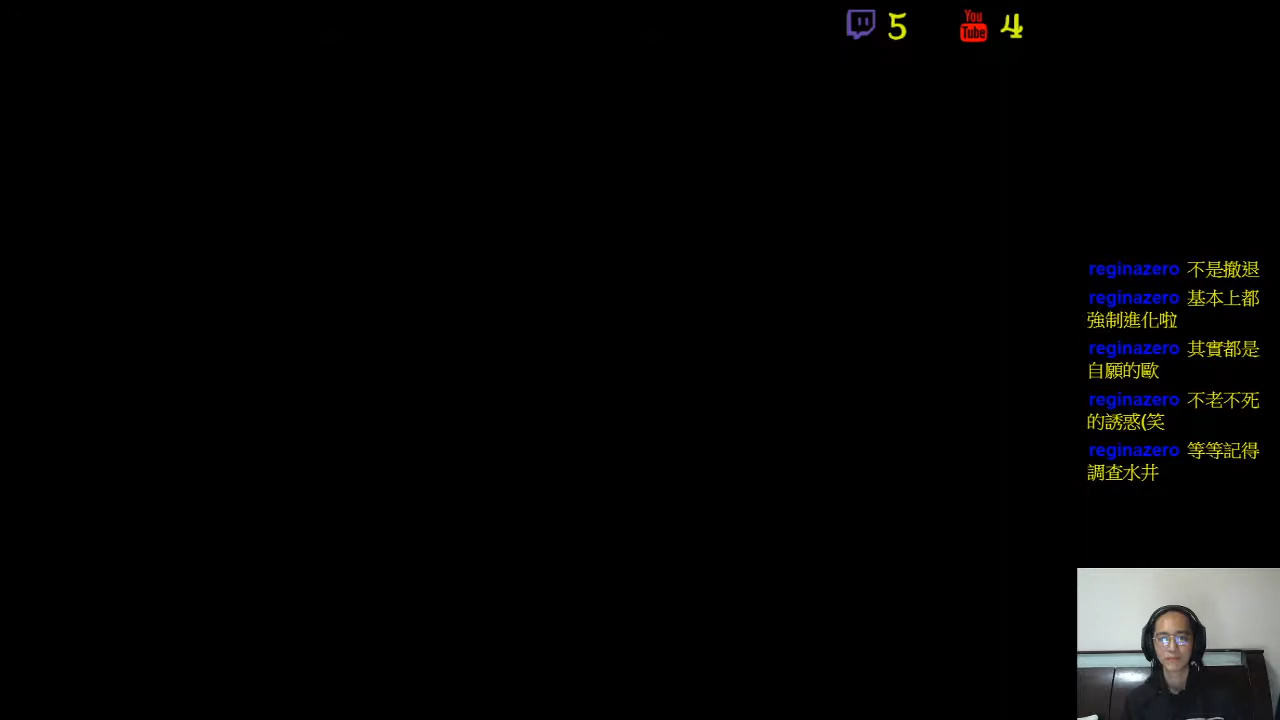 5 You Tube 4
reginazero 不是撤退
reginazero 基本上都
強制進化啦
reginazero 其實都是
自願的歐
reginazero 不老不死
的誘惑(笑
reginazero 等等記得
調查水井